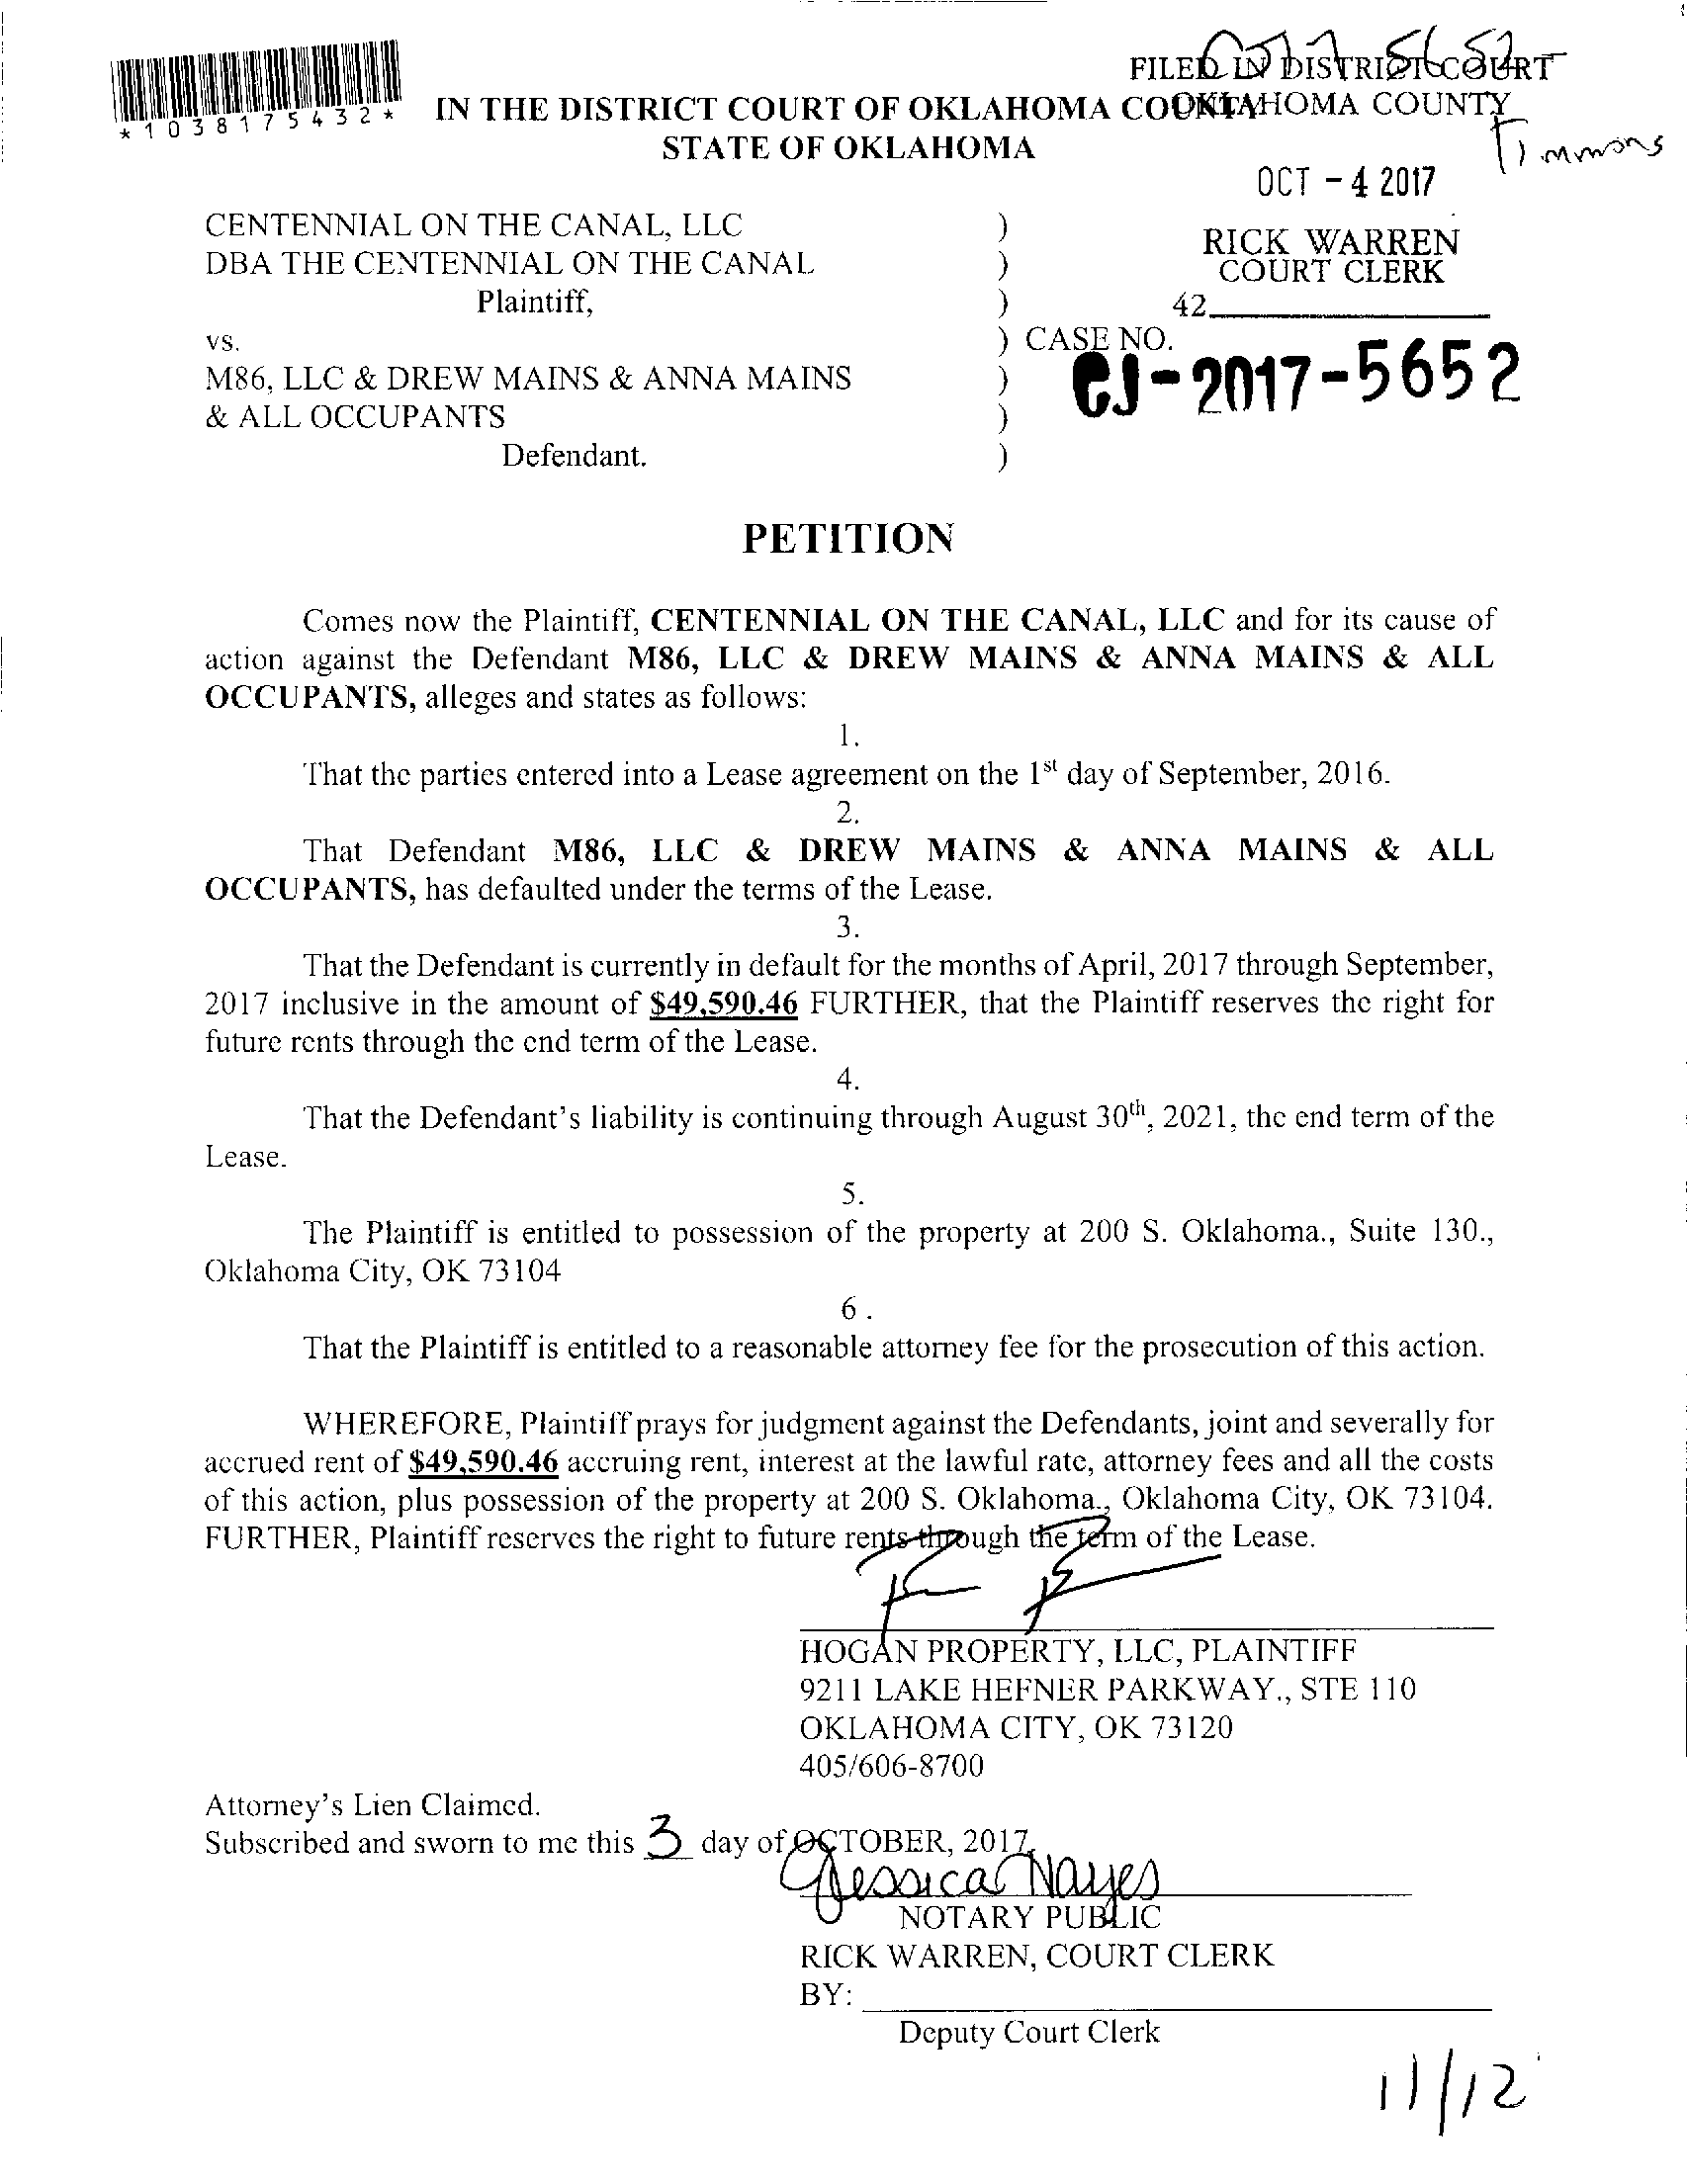 *1038175432*
FILED IN DISTRICT COURT
OKLAHOMA COUNTY
IN THE DISTRICT COURT OF OKLAHOMA COUNTY
STATE OF OKLAHOMA
Timmons
OCT - 4 2017
RICK WARREN
COURT CLERK
42
CENTENNIAL ON THE CANAL, LLC )
DBA THE CENTENNIAL ON THE CANAL )
Plaintiff, )
vs. ) CASE NO.
CJ-2017-5652
M86, LLC & DREW MAINS & ANNA MAINS )
& ALL OCCUPANTS )
Defendant. )
PETITION
Comes now the Plaintiff, CENTENNIAL ON THE CANAL, LLC and for its cause of
action against the Defendant M86, LLC & DREW MAINS & ANNA MAINS & ALL
OCCUPANTS, alleges and states as follows:
1.
That the parties entered into a Lease agreement on the 1st day of September, 2016.
2.
That Defendant M86, LLC & DREW MAINS & ANNA MAINS & ALL
OCCUPANTS, has defaulted under the terms of the Lease.
3.
That the Defendant is currently in default for the months of April, 2017 through September,
2017 inclusive in the amount of $49,590.46 FURTHER, that the Plaintiff reserves the right for
future rents through the end term of the Lease.
4.
That the Defendant's liability is continuing through August 30th, 2021, the end term of the
Lease.
5.
The Plaintiff is entitled to possession of the property at 200 S. Oklahoma., Suite 130.,
Oklahoma City, OK 73104
6 .
That the Plaintiff is entitled to a reasonable attorney fee for the prosecution of this action.
WHEREFORE, Plaintiff prays for judgment against the Defendants, joint and severally for
accrued rent of $49,590.46 accruing rent, interest at the lawful rate, attorney fees and all the costs
of this action, plus possession of the property at 200 S. Oklahoma., Oklahoma City, OK 73104.
FURTHER, Plaintiff reserves the right to future rents through the term of the Lease.
HOGAN PROPERTY, LLC, PLAINTIFF
9211 LAKE HEFNER PARKWAY., STE 110
OKLAHOMA CITY, OK 73120
405/606-8700
Attorney's Lien Claimed.
Subscribed and sworn to me this 3 day of OCTOBER, 2017.
Jessica Hayes
NOTARY PUBLIC
RICK WARREN, COURT CLERK
BY:
Deputy Court Clerk
11/12